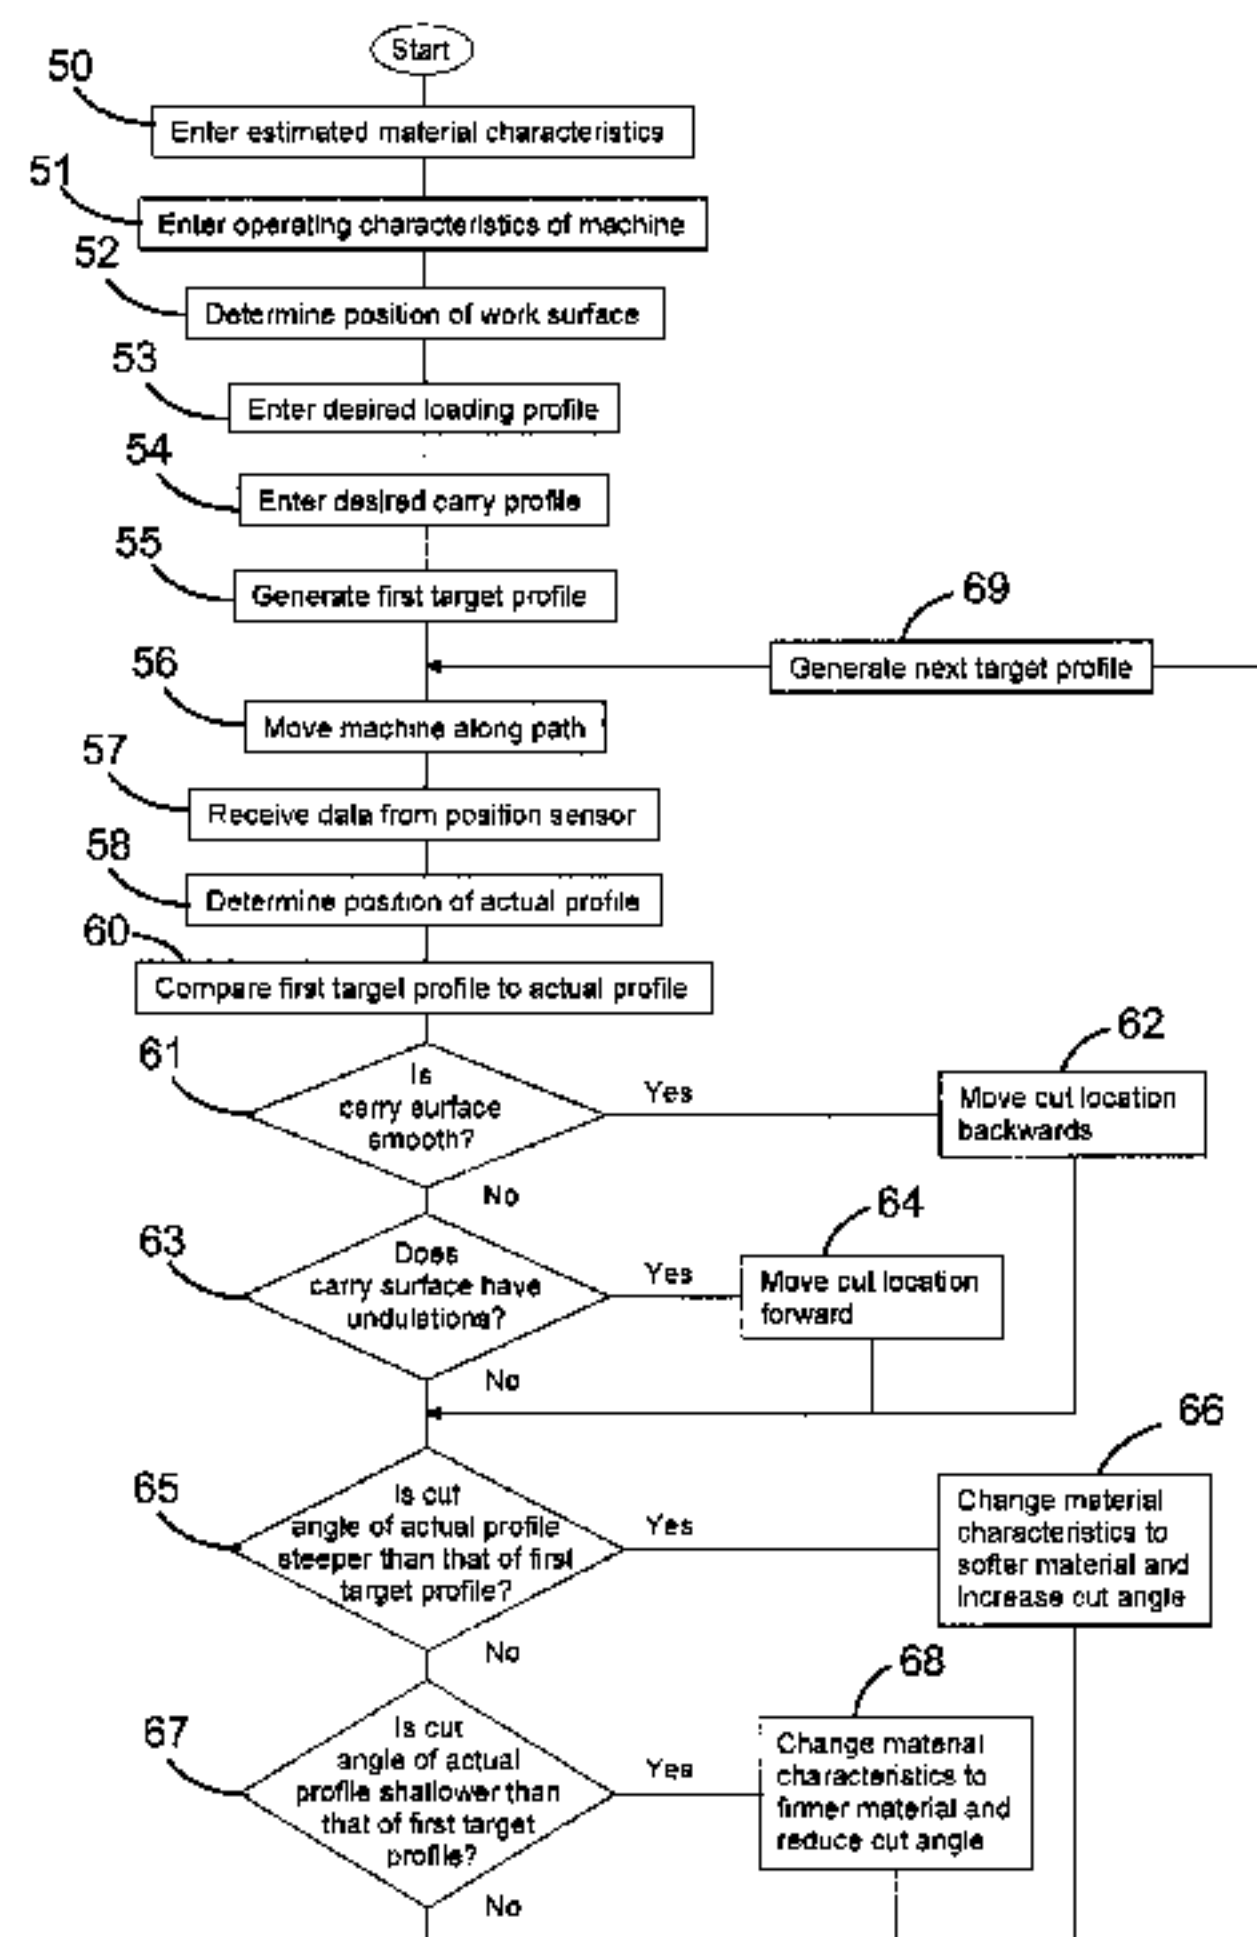 Start
50
Enter estimated material characteristics
51
Enter operating characteristics of machine
52
Determine position of work surface
53
Enter desired loading profile
54
Enter desired carry profile
55
Generate first target profile
69
Generate next target profile
56
Move machine along path
57
Receive data from position sensor
58
Determine position of actual profile
60
Compare first target profile to actual profile
61
Is
carry surface
smooth?
Yes
62
Move cut location
backwards
No
63
Does
carry surface have
undulations?
Yes
64
Move cut location
forward
No
65
Is cut
angle of actual profile
steeper than that of first
target profile?
Yes
66
Change material
characteristics to
softer material and
Increase cut angle
No
67
Is cut
angle of actual
profile shallower than
that of first target
profile?
Yes
68
Change material
characteristics to
firmer material and
reduce cut angle
No